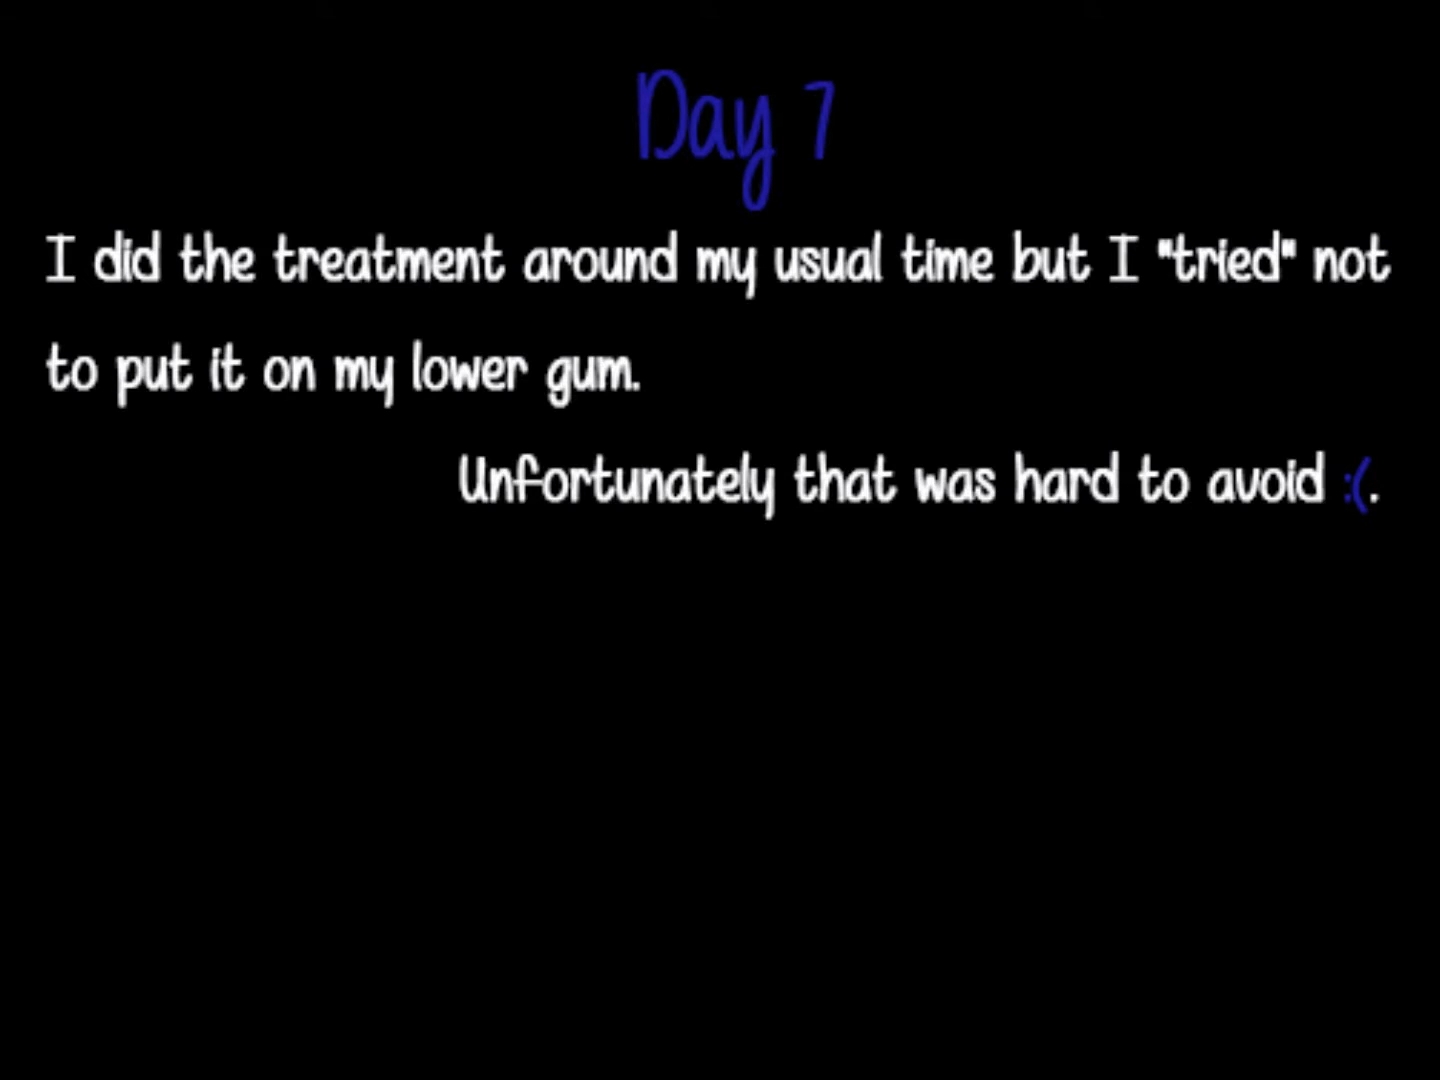 Day 7
I did the treatment around my usual time but I "tried" not
to put it on my lower gum.
Unfortunately that was hard to avoid :(.